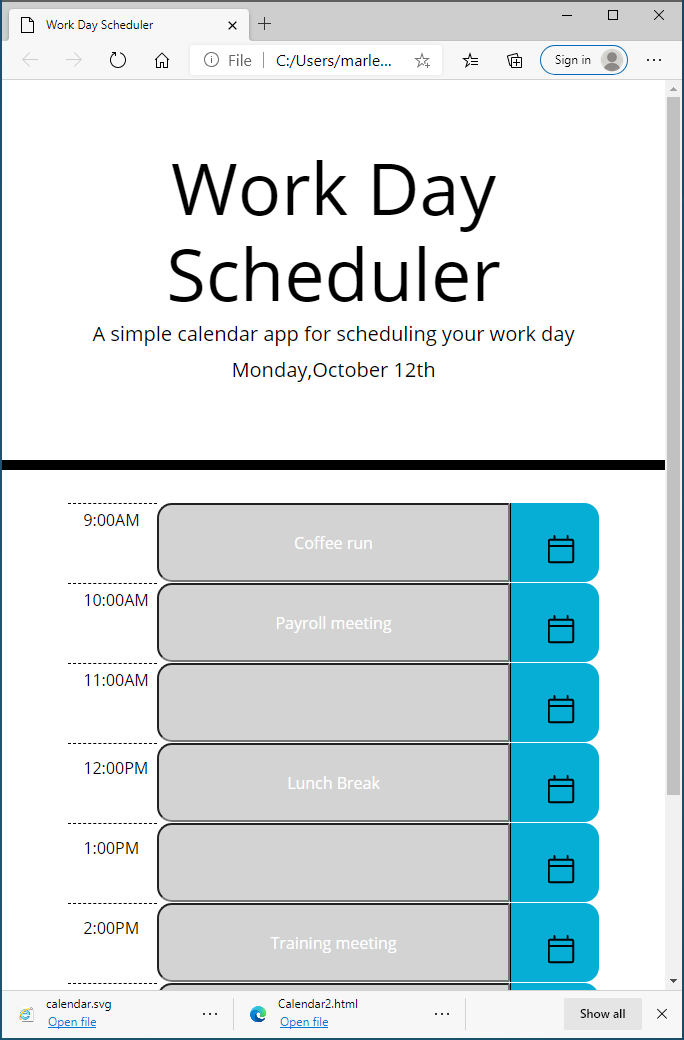 Work Day Scheduler
File
C:/Users/marle...
Sign in
Work Day
Scheduler
A simple calendar app for scheduling your work day
Monday,October 12th
9:00AM
Coffee run
10:00AM
Payroll meeting
11:00AM
12:00PM
Lunch Break
1:00PM
2:00PM
Training meeting
calendar.svg
Open file
Calendar2.html
Open file
Show all